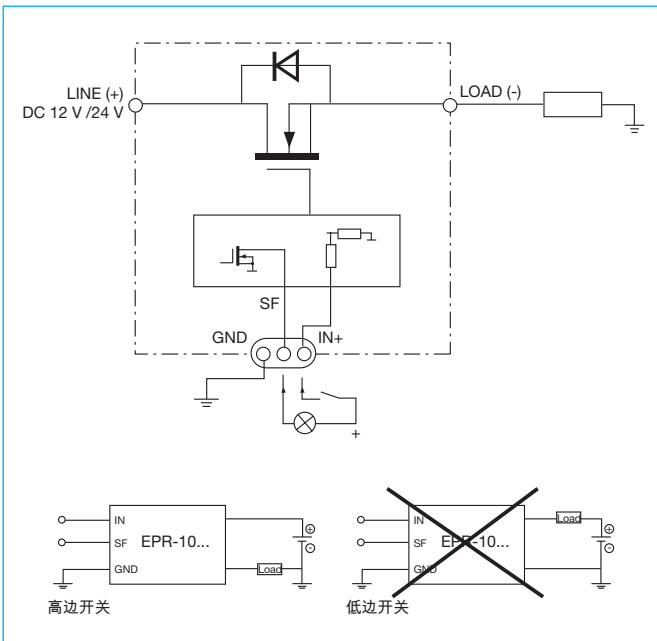 LINE (+)
DC 12 V /24 V
LOAD (-)
SF
GND
IN+
+
IN
SF
GND
EPR-10...
Load
+
-
高边开关
IN
SF
GND
EPR-10...
Load
+
-
低边开关